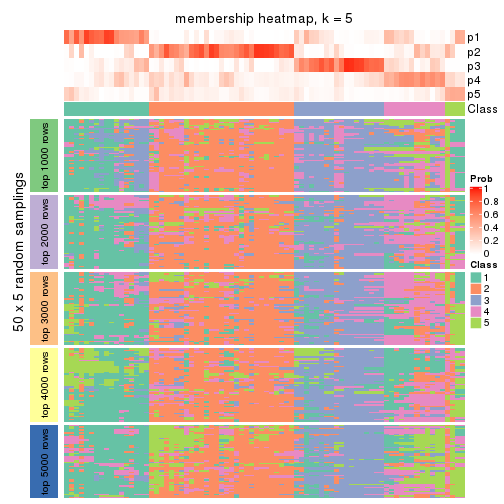 membership heatmap, k = 5
p1
p2
p3
p4
p5
Class
50 x 5 random samplings
top 1000 rows
top 2000 rows
top 3000 rows
top 4000 rows
top 5000 rows
Prob
1
0.8
0.6
0.4
0.2
0
Class
1
2
3
4
5